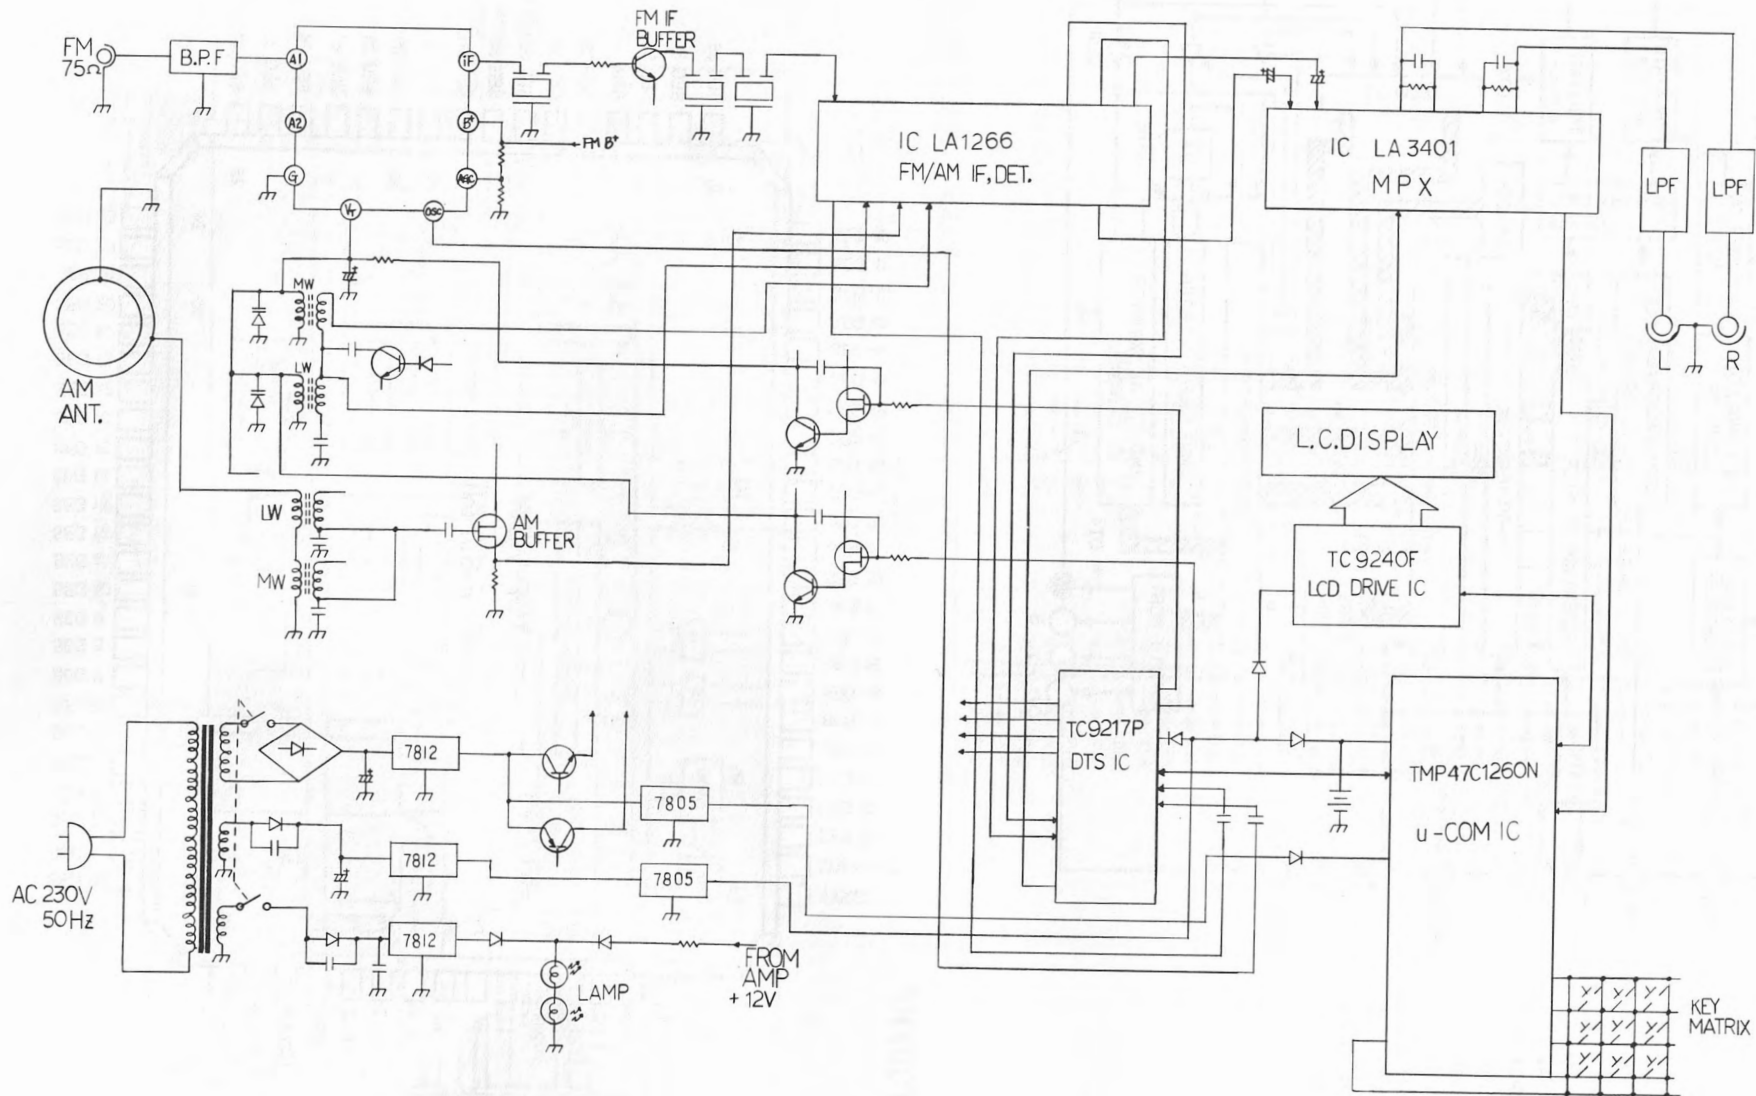 FM
75Ω
B.P.F
A1
iF
A2
B+
G
AGC
VT
OSC
FM B+
FM IF
BUFFER
IC LA1266
FM/AM IF, DET.
IC LA 3401
MPX
LPF
LPF
L
R
AM
ANT.
MW
LW
LW
MW
AM
BUFFER
L.C.DISPLAY
TC9240F
LCD DRIVE IC
TC9217P
DTS IC
TMP47C1260N
u-COM IC
KEY
MATRIX
AC 230V
50Hz
7812
7805
7812
7805
7812
LAMP
FROM
AMP
+12V